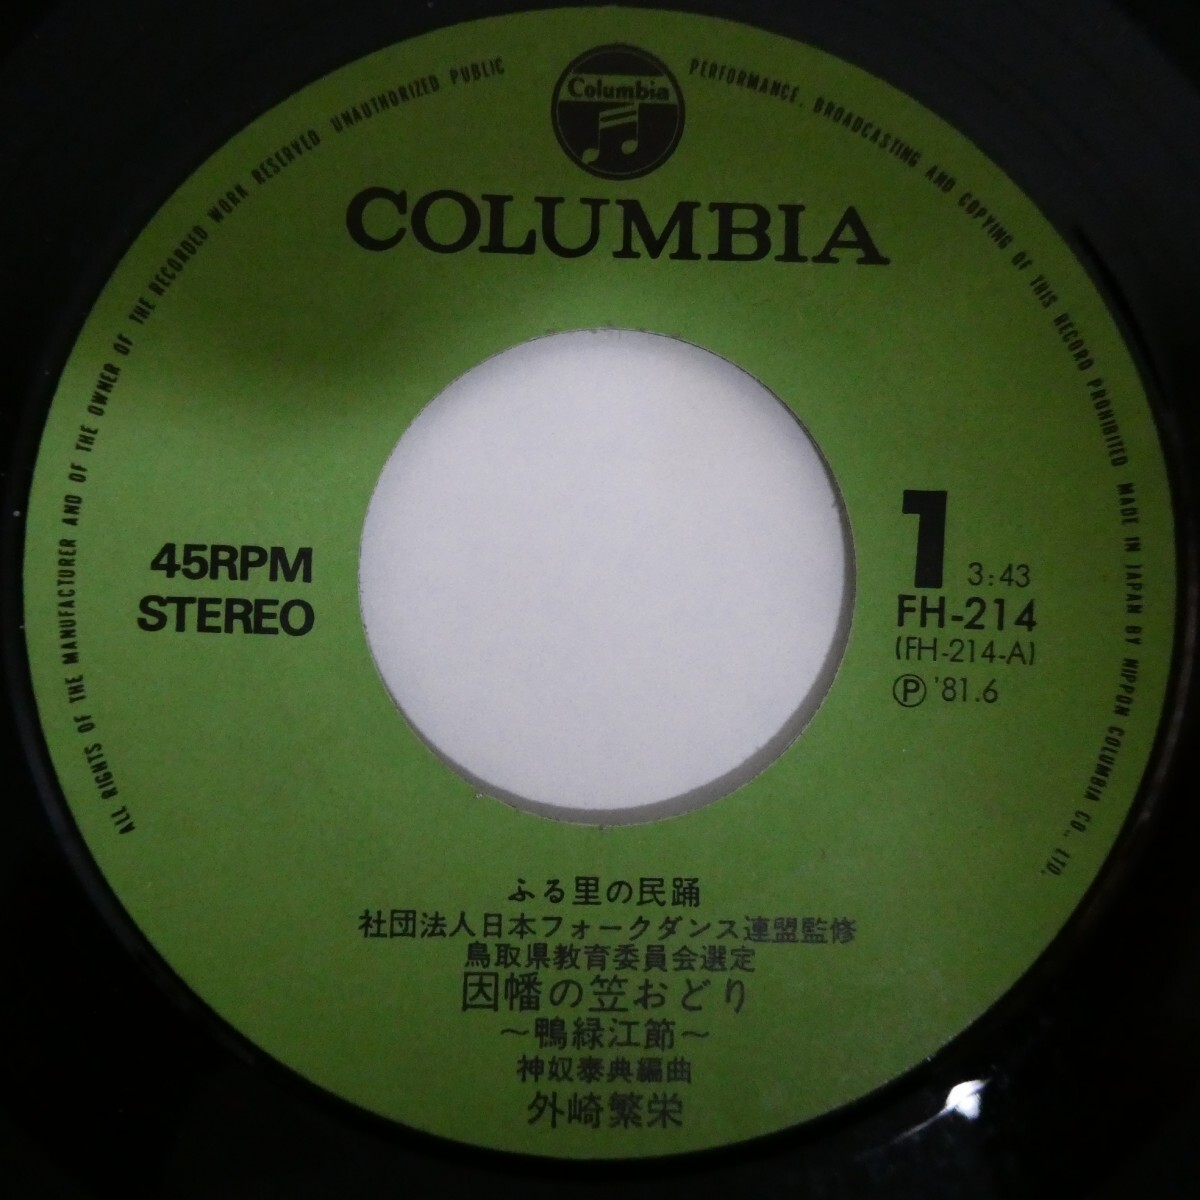 ALL RIGHTS OF THE MANUFACTURER AND OF THE OWNER OF THE RECORDED WORK RESERVED UNAUTHORIZED PUBLIC PERFORMANCE, BROADCASTING AND COPYING OF THIS RECORD PROHIBITED MADE IN JAPAN BY NIPPON COLUMBIA CO., LTD.
Columbia
COLUMBIA
45RPM
STEREO
1 3:43
FH-214
(FH-214-A)
Ⓟ '81.6
ふる里の民踊
社団法人日本フォークダンス連盟監修
鳥取県教育委員会選定
因幡の笠おどり
～鴨緑江節～
神奴泰典編曲
外崎繁栄